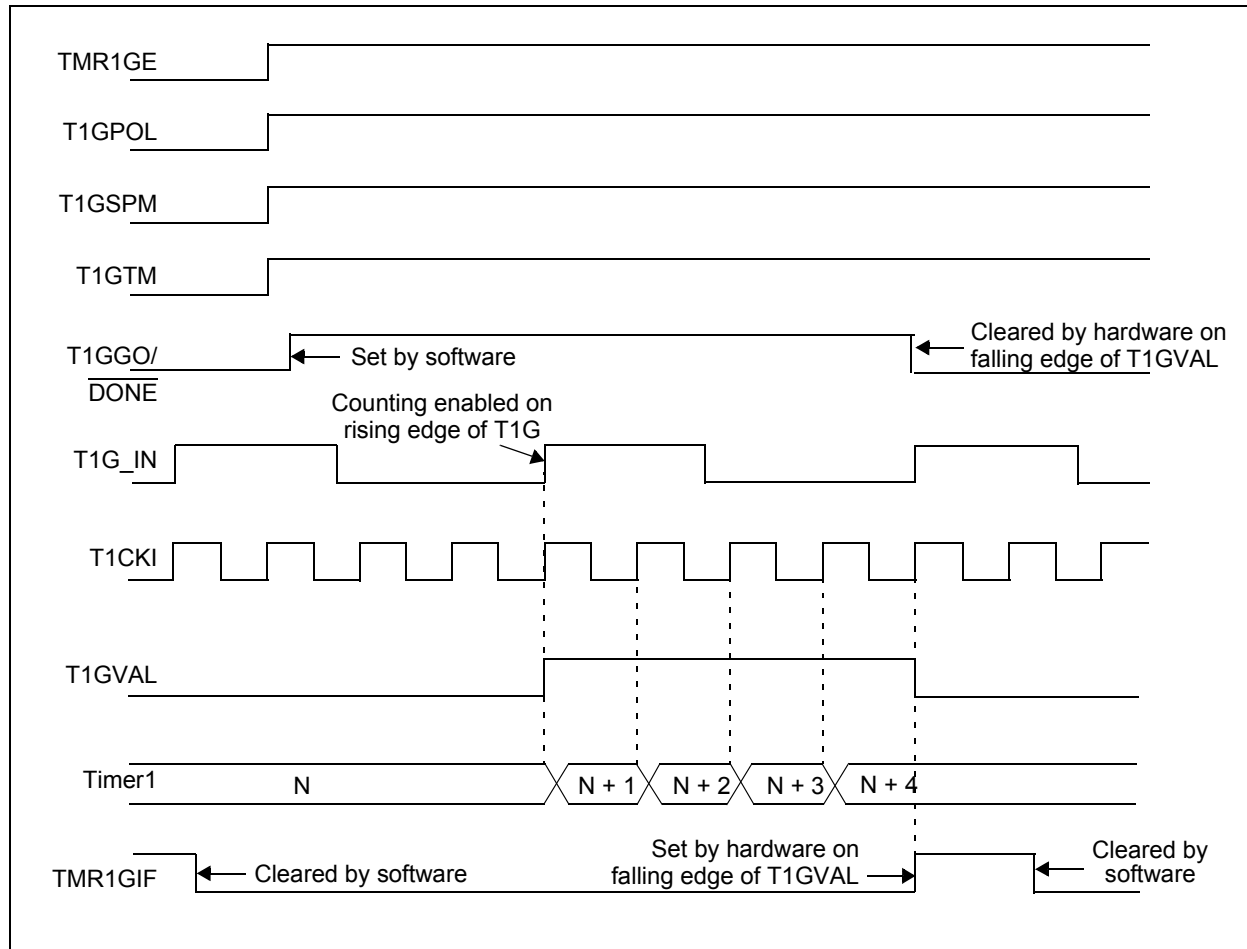 TMR1GE
T1GPOL
T1GSPM
T1GTM
T1GGO/
DONE
Set by software
Cleared by hardware on
falling edge of T1GVAL
Counting enabled on
rising edge of T1G
T1G_IN
T1CKI
T1GVAL
Timer1
N
N + 1
N + 2
N + 3
N + 4
TMR1GIF
Cleared by software
Set by hardware on
falling edge of T1GVAL
Cleared by
software